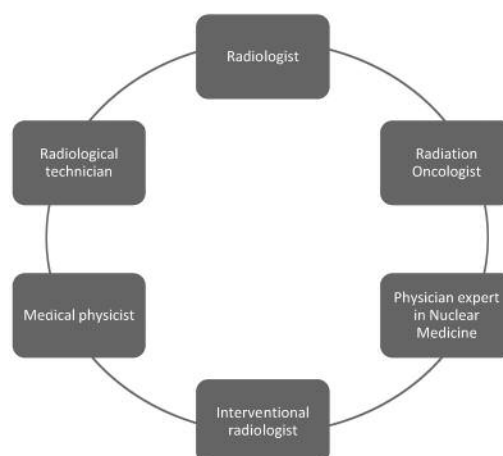 Radiologist
Radiation
Oncologist
Physician expert
in Nuclear
Medicine
Interventional
radiologist
Medical physicist
Radiological
technician